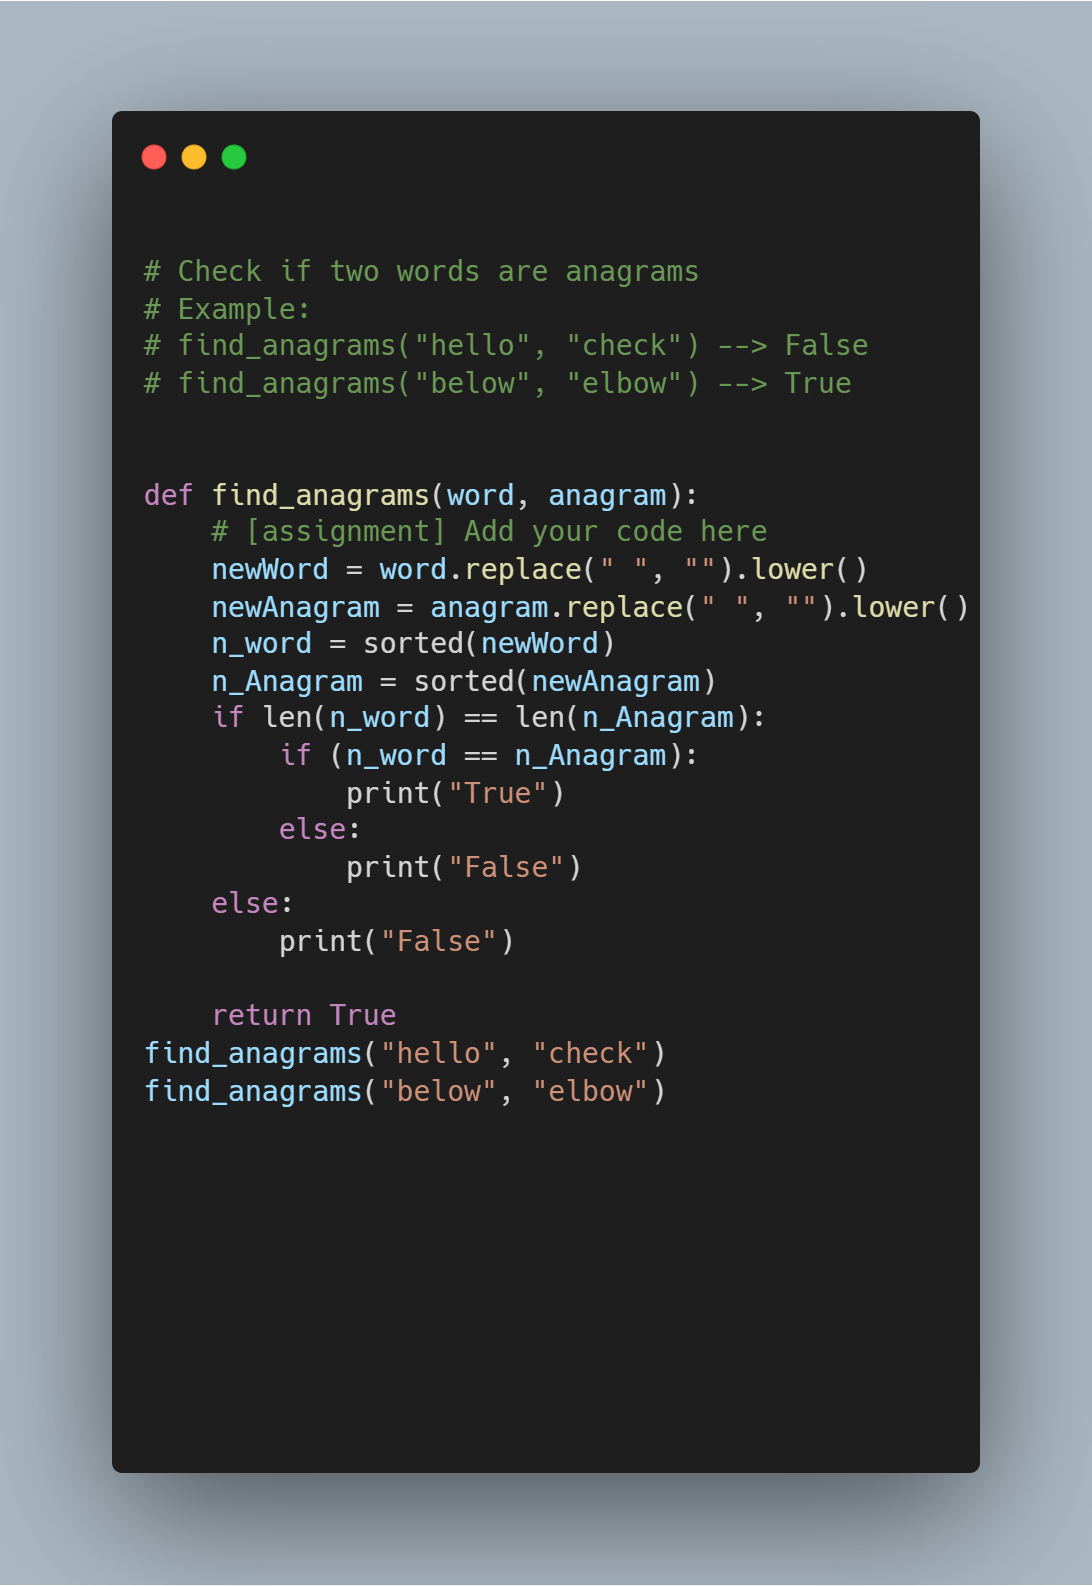 # Check if two words are anagrams
# Example:
# find_anagrams("hello", "check") --> False
# find_anagrams("below", "elbow") --> True
def find_anagrams(word, anagram):
    # [assignment] Add your code here
    newWord = word.replace(" ", "").lower()
    newAnagram = anagram.replace(" ", "").lower()
    n_word = sorted(newWord)
    n_Anagram = sorted(newAnagram)
    if len(n_word) == len(n_Anagram):
        if (n_word == n_Anagram):
            print("True")
        else:
            print("False")
    else:
        print("False")
    return True
find_anagrams("hello", "check")
find_anagrams("below", "elbow")